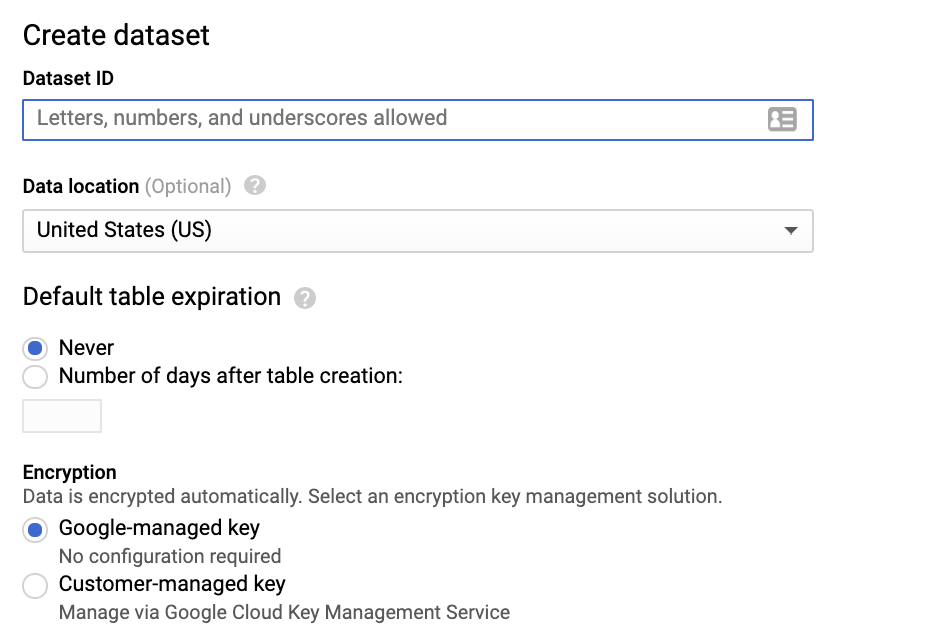 Create dataset
Dataset ID
Letters, numbers, and underscores allowed
Data location (Optional) ?
United States (US)
Default table expiration ?
Never
Number of days after table creation:
Encryption
Data is encrypted automatically. Select an encryption key management solution.
Google-managed key
No configuration required
Customer-managed key
Manage via Google Cloud Key Management Service